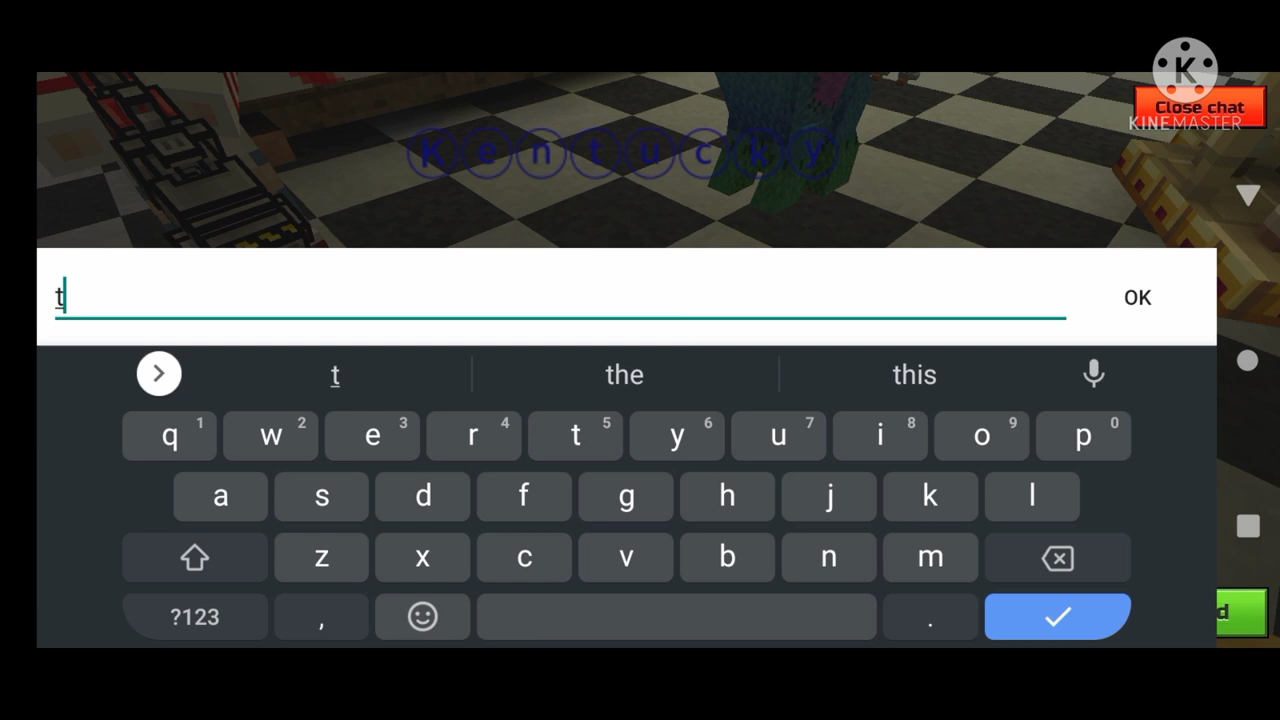 K
Close chat
KINEMASTER
Kentucky
t
OK
t the this
q 1 w 2 e 3 r 4 t 5 y 6 u 7 i 8 o 9 p 0
a s d f g h j k l
z x c v b n m
?123 , .
d